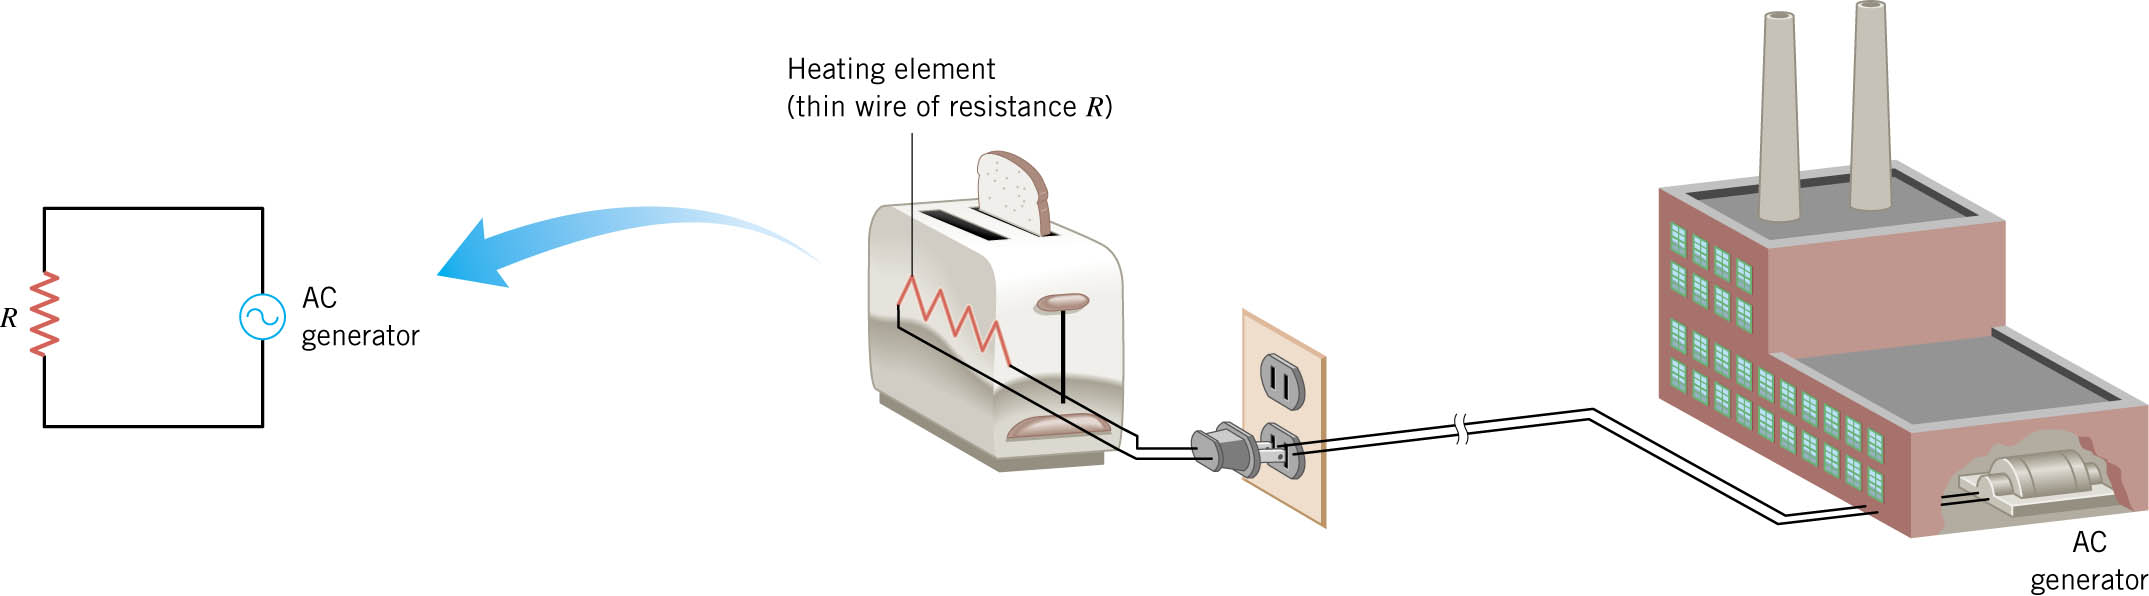 Heating element
(thin wire of resistance R)
R
AC
generator
AC
generator